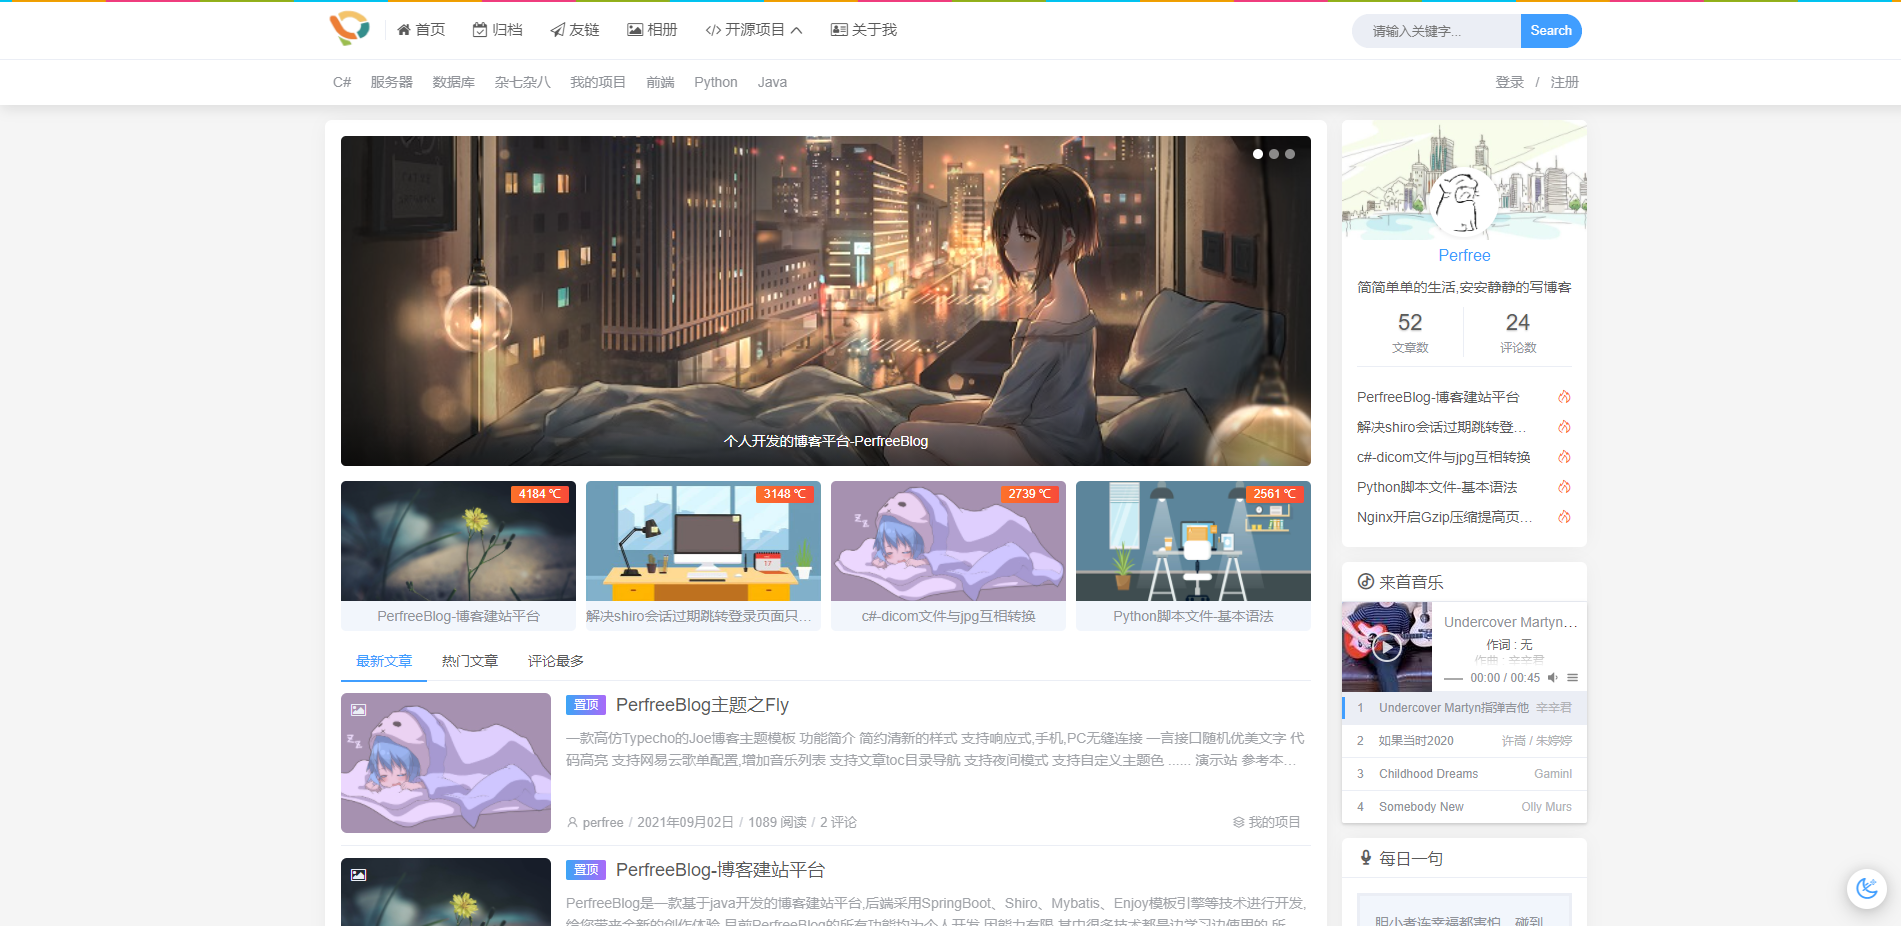 首页 归档 友链 相册 开源项目 关于我
请输入关键字... Search
C# 服务器 数据库 杂七杂八 我的项目 前端 Python Java
登录 / 注册
个人开发的博客平台-PerfreeBlog
4184 ℃
PerfreeBlog-博客建站平台
3148 ℃
解决shiro会话过期跳转登录页面只...
2739 ℃
c#-dicom文件与jpg互相转换
2561 ℃
Python脚本文件-基本语法
最新文章 热门文章 评论最多
置顶 PerfreeBlog主题之Fly
一款高仿Typecho的Joe博客主题模板 功能简介 简约清新的样式 支持响应式,手机,PC无缝连接 一言接口随机优美文字 代
码高亮 支持网易云歌单配置,增加音乐列表 支持文章toc目录导航 支持夜间模式 支持自定义主题色 ...... 演示站 参考本...
perfree / 2021年09月02日 / 1089 阅读 / 2 评论
我的项目
置顶 PerfreeBlog-博客建站平台
PerfreeBlog是一款基于java开发的博客建站平台,后端采用SpringBoot、Shiro、Mybatis、Enjoy模板引擎等技术进行开发,
给您带来全新的创作体验,目前PerfreeBlog的所有功能均为个人开发,因能力有限,其中很多技术都是边学习边使用的,所...
Perfree
简简单单的生活,安安静静的写博客
52 24
文章数 评论数
PerfreeBlog-博客建站平台
解决shiro会话过期跳转登...
c#-dicom文件与jpg互相转换
Python脚本文件-基本语法
Nginx开启Gzip压缩提高页...
来首音乐
Undercover Martyn...
作词 : 无
作曲 : 辛辛君
00:00 / 00:45
1 Undercover Martyn指弹吉他 辛辛君
2 如果当时2020 许嵩 / 朱婷婷
3 Childhood Dreams GaminI
4 Somebody New Olly Murs
每日一句
胆小者连幸福都害怕，碰到